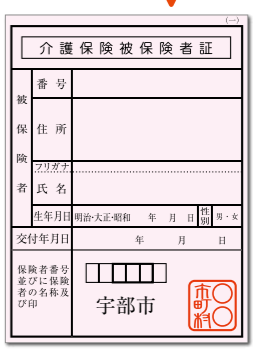 (一)
介護保険被保険者証
被保険者
番号
住所
フリガナ
氏名
生年月日 明治・大正・昭和 年 月 日 性別 男・女
交付年月日 年 月 日
保険者番号
並びに保険
者の名称及
び印
宇部市
市町村